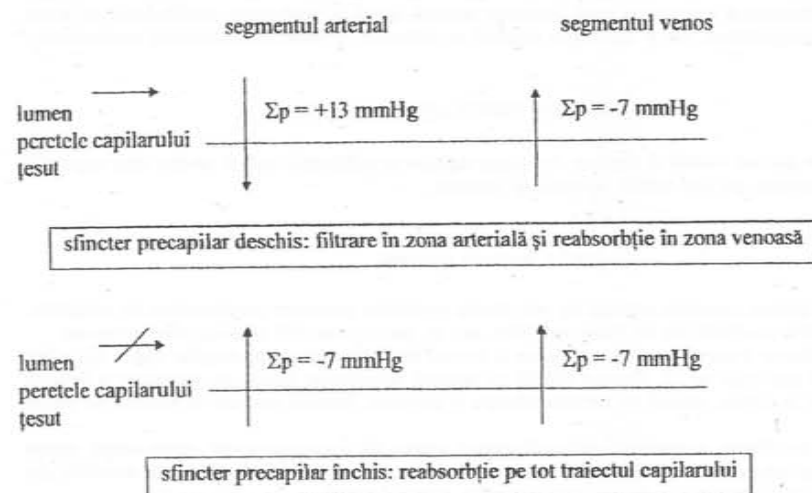 segmentul arterial segmentul venos
Σp = +13 mmHg Σp = -7 mmHg
lumen
peretele capilarului
țesut
sfincter precapilar deschis: filtrare în zona arterială și reabsorbție în zona venoasă
lumen Σp = -7 mmHg Σp = -7 mmHg
peretele capilarului
țesut
sfincter precapilar închis: reabsorbție pe tot traiectul capilarului